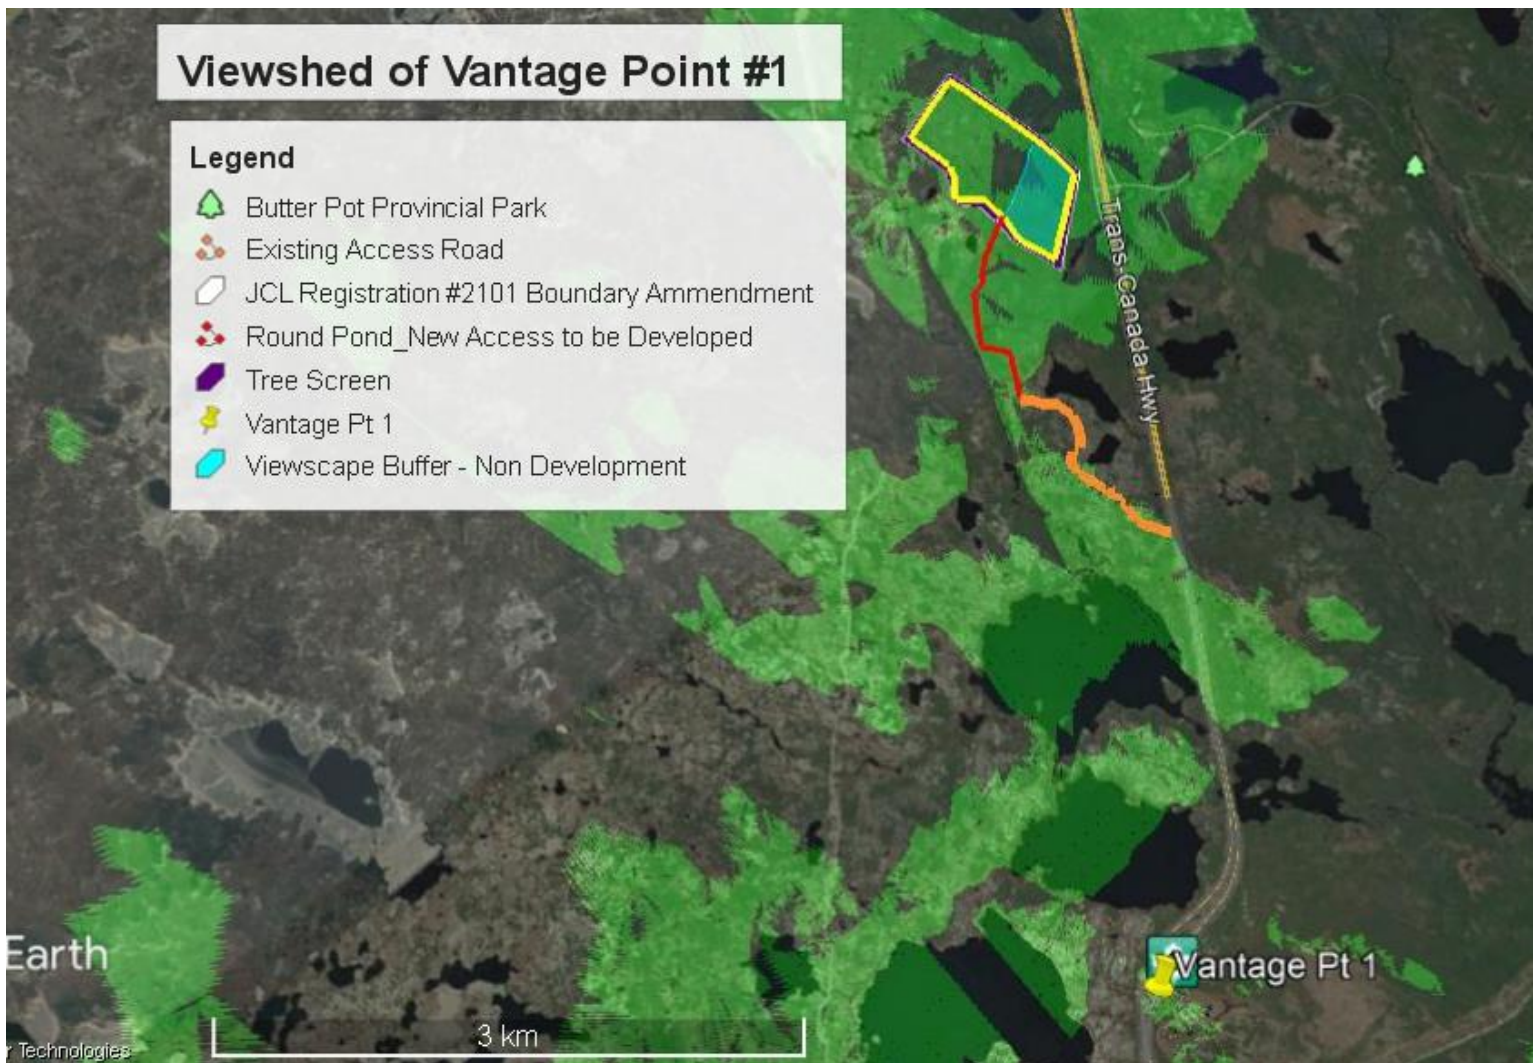 Viewshed of Vantage Point #1
Legend
Butter Pot Provincial Park
Existing Access Road
JCL Registration #2101 Boundary Ammendment
Round Pond_New Access to be Developed
Tree Screen
Vantage Pt 1
Viewscape Buffer - Non Development
Trans-Canada Hwy
Vantage Pt 1
Earth
3 km
Technologies